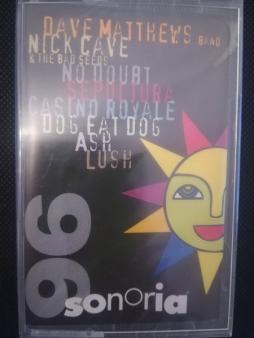 DAVE MATTHEWS BAND
NICK CAVE
& THE BAD SEEDS
NO DOUBT
SEPULTURA
CASINO ROYALE
DOG EAT DOG
ASH
LUSH
96
sonoria